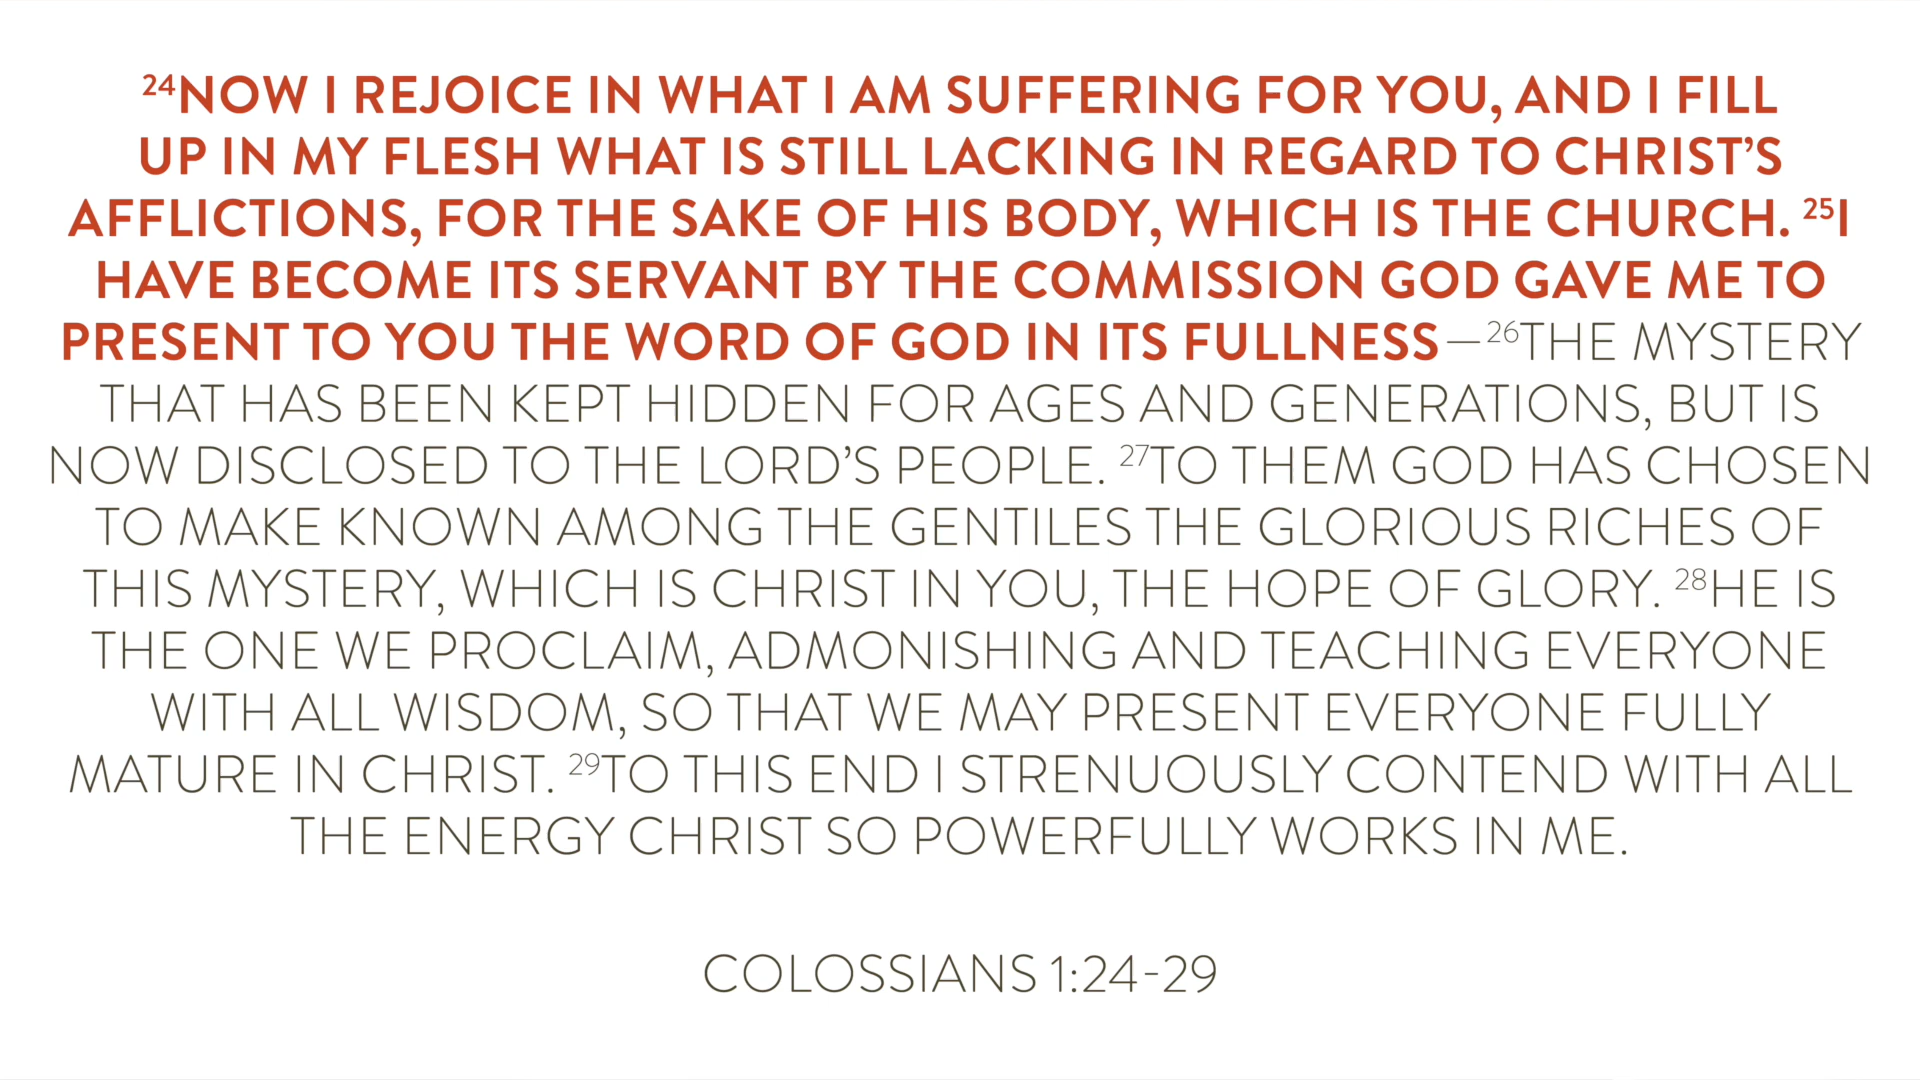 ²⁴NOW I REJOICE IN WHAT I AM SUFFERING FOR YOU, AND I FILL
UP IN MY FLESH WHAT IS STILL LACKING IN REGARD TO CHRIST’S
AFFLICTIONS, FOR THE SAKE OF HIS BODY, WHICH IS THE CHURCH. ²⁵I
HAVE BECOME ITS SERVANT BY THE COMMISSION GOD GAVE ME TO
PRESENT TO YOU THE WORD OF GOD IN ITS FULLNESS—²⁶THE MYSTERY
THAT HAS BEEN KEPT HIDDEN FOR AGES AND GENERATIONS, BUT IS
NOW DISCLOSED TO THE LORD’S PEOPLE. ²⁷TO THEM GOD HAS CHOSEN
TO MAKE KNOWN AMONG THE GENTILES THE GLORIOUS RICHES OF
THIS MYSTERY, WHICH IS CHRIST IN YOU, THE HOPE OF GLORY. ²⁸HE IS
THE ONE WE PROCLAIM, ADMONISHING AND TEACHING EVERYONE
WITH ALL WISDOM, SO THAT WE MAY PRESENT EVERYONE FULLY
MATURE IN CHRIST. ²⁹TO THIS END I STRENUOUSLY CONTEND WITH ALL
THE ENERGY CHRIST SO POWERFULLY WORKS IN ME.
COLOSSIANS 1:24-29